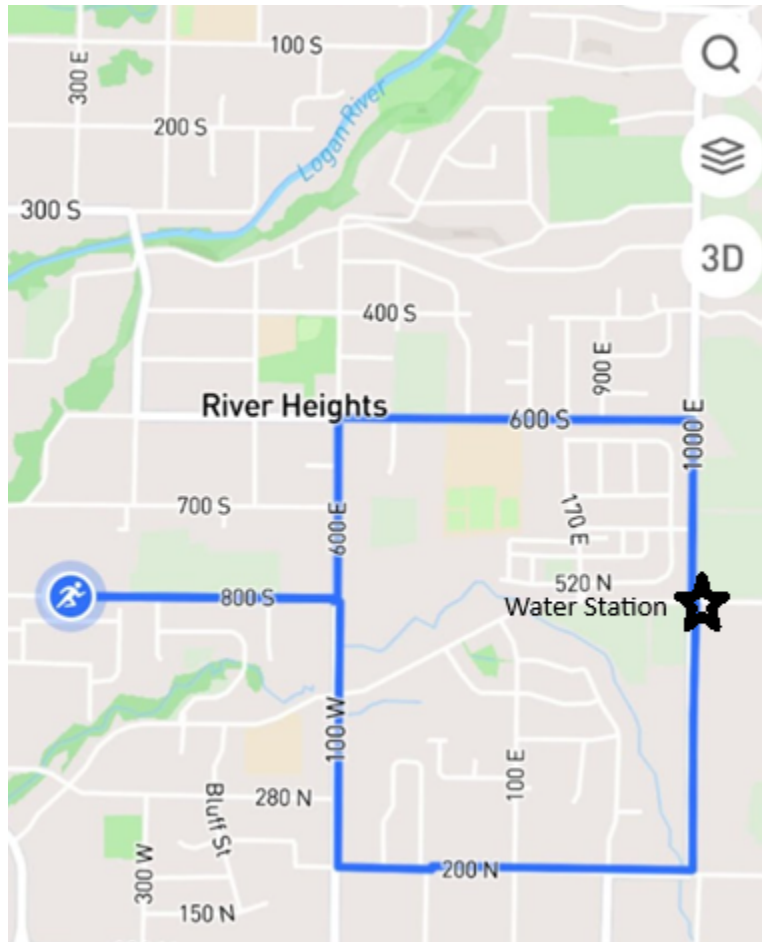 100 S
300 E
200 S
Logan River
300 S
3D
400 S
900 E
River Heights
600 S
1000 E
700 S
600 E
170 E
520 N
800 S
Water Station
100 W
100 E
280 N
Bluff St
300 W
200 N
150 N